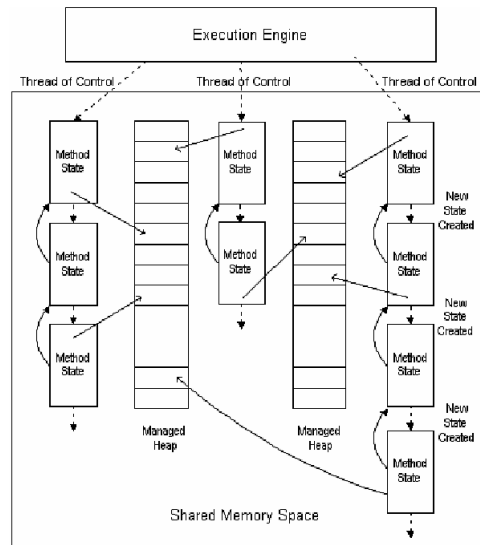 Execution Engine
Thread of Control
Thread of Control
Thread of Control
Method
State
Method
State
Method
State
New
State
Created
Method
State
Method
State
Method
State
New
State
Created
Method
State
Method
State
New
State
Created
Managed
Heap
Managed
Heap
Method
State
Shared Memory Space